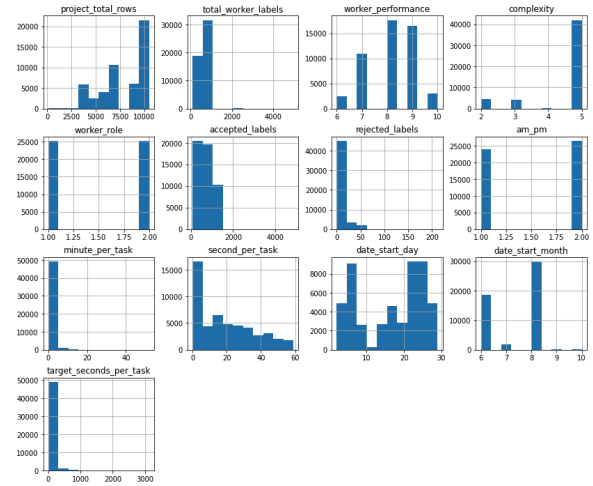 project_total_rows
20000
15000
10000
5000
0
0 2500 5000 7500 10000
total_worker_labels
30000
20000
10000
0
0 2000 4000
worker_performance
15000
10000
5000
0
6 7 8 9 10
complexity
40000
30000
20000
10000
0
2 3 4 5
worker_role
25000
20000
15000
10000
5000
0
1.00 1.25 1.50 1.75 2.00
accepted_labels
20000
15000
10000
5000
0
0 2000 4000
rejected_labels
40000
30000
20000
10000
0
0 50 100 150 200
am_pm
25000
20000
15000
10000
5000
0
1.00 1.25 1.50 1.75 2.00
minute_per_task
50000
40000
30000
20000
10000
0
0 20 40
second_per_task
15000
10000
5000
0
0 20 40 60
date_start_day
8000
6000
4000
2000
0
10 20 30
date_start_month
30000
20000
10000
0
6 7 8 9 10
target_seconds_per_task
50000
40000
30000
20000
10000
0
0 1000 2000 3000